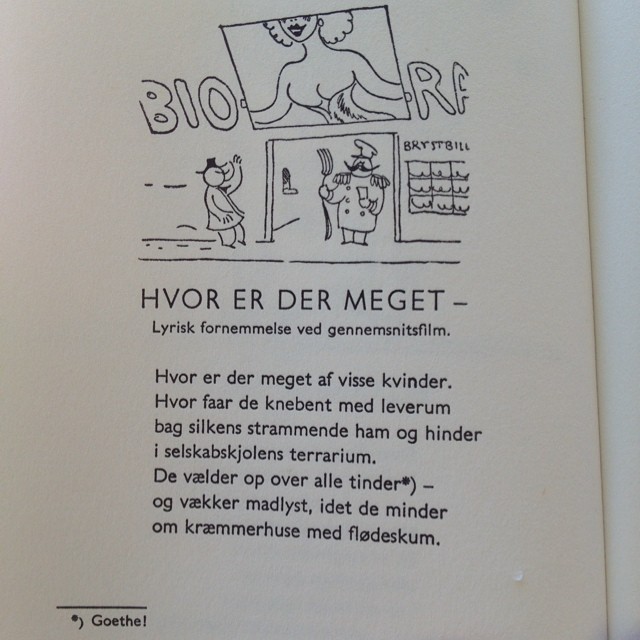 BIO
BRYSTBILL
HVOR ER DER MEGET –
Lyrisk fornemmelse ved gennemsnitsfilm.
Hvor er der meget af visse kvinder.
Hvor faar de knebent med leverum
bag silkens strammende ham og hinder
i selskabskjolens terrarium.
De vælder op over alle tinder*) –
og vækker madlyst, idet de minder
om kræmmerhuse med flødeskum.
*) Goethe!